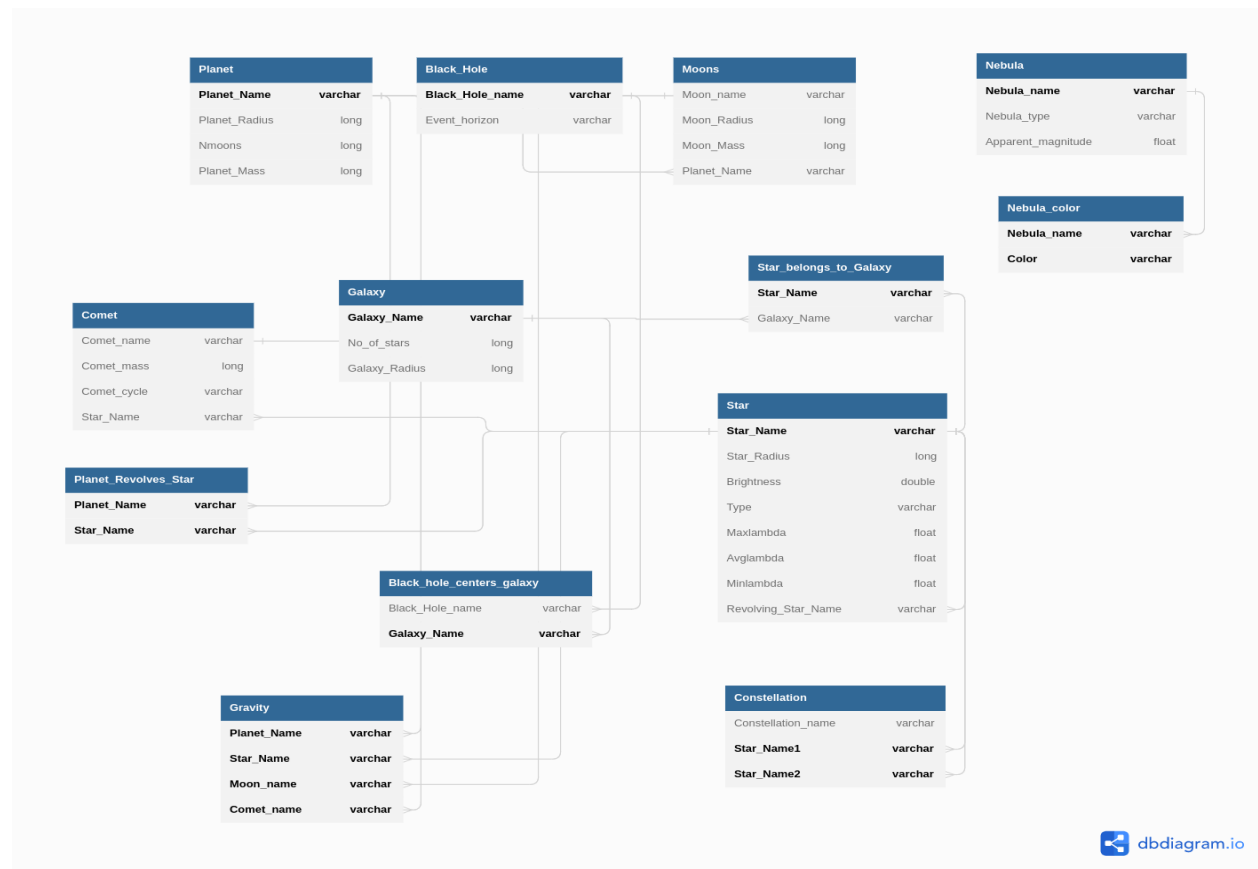 Planet
Planet_Name varchar
Planet_Radius long
Nmoons long
Planet_Mass long
Black_Hole
Black_Hole_name varchar
Event_horizon varchar
Moons
Moon_name varchar
Moon_Radius long
Moon_Mass long
Planet_Name varchar
Nebula
Nebula_name varchar
Nebula_type varchar
Apparent_magnitude float
Nebula_color
Nebula_name varchar
Color varchar
Star_belongs_to_Galaxy
Star_Name varchar
Galaxy_Name varchar
Galaxy
Galaxy_Name varchar
No_of_stars long
Galaxy_Radius long
Comet
Comet_name varchar
Comet_mass long
Comet_cycle varchar
Star_Name varchar
Star
Star_Name varchar
Star_Radius long
Brightness double
Type varchar
Maxlambda float
Avglambda float
Minlambda float
Revolving_Star_Name varchar
Planet_Revolves_Star
Planet_Name varchar
Star_Name varchar
Black_hole_centers_galaxy
Black_Hole_name varchar
Galaxy_Name varchar
Gravity
Planet_Name varchar
Star_Name varchar
Moon_name varchar
Comet_name varchar
Constellation
Constellation_name varchar
Star_Name1 varchar
Star_Name2 varchar
dbdiagram.io